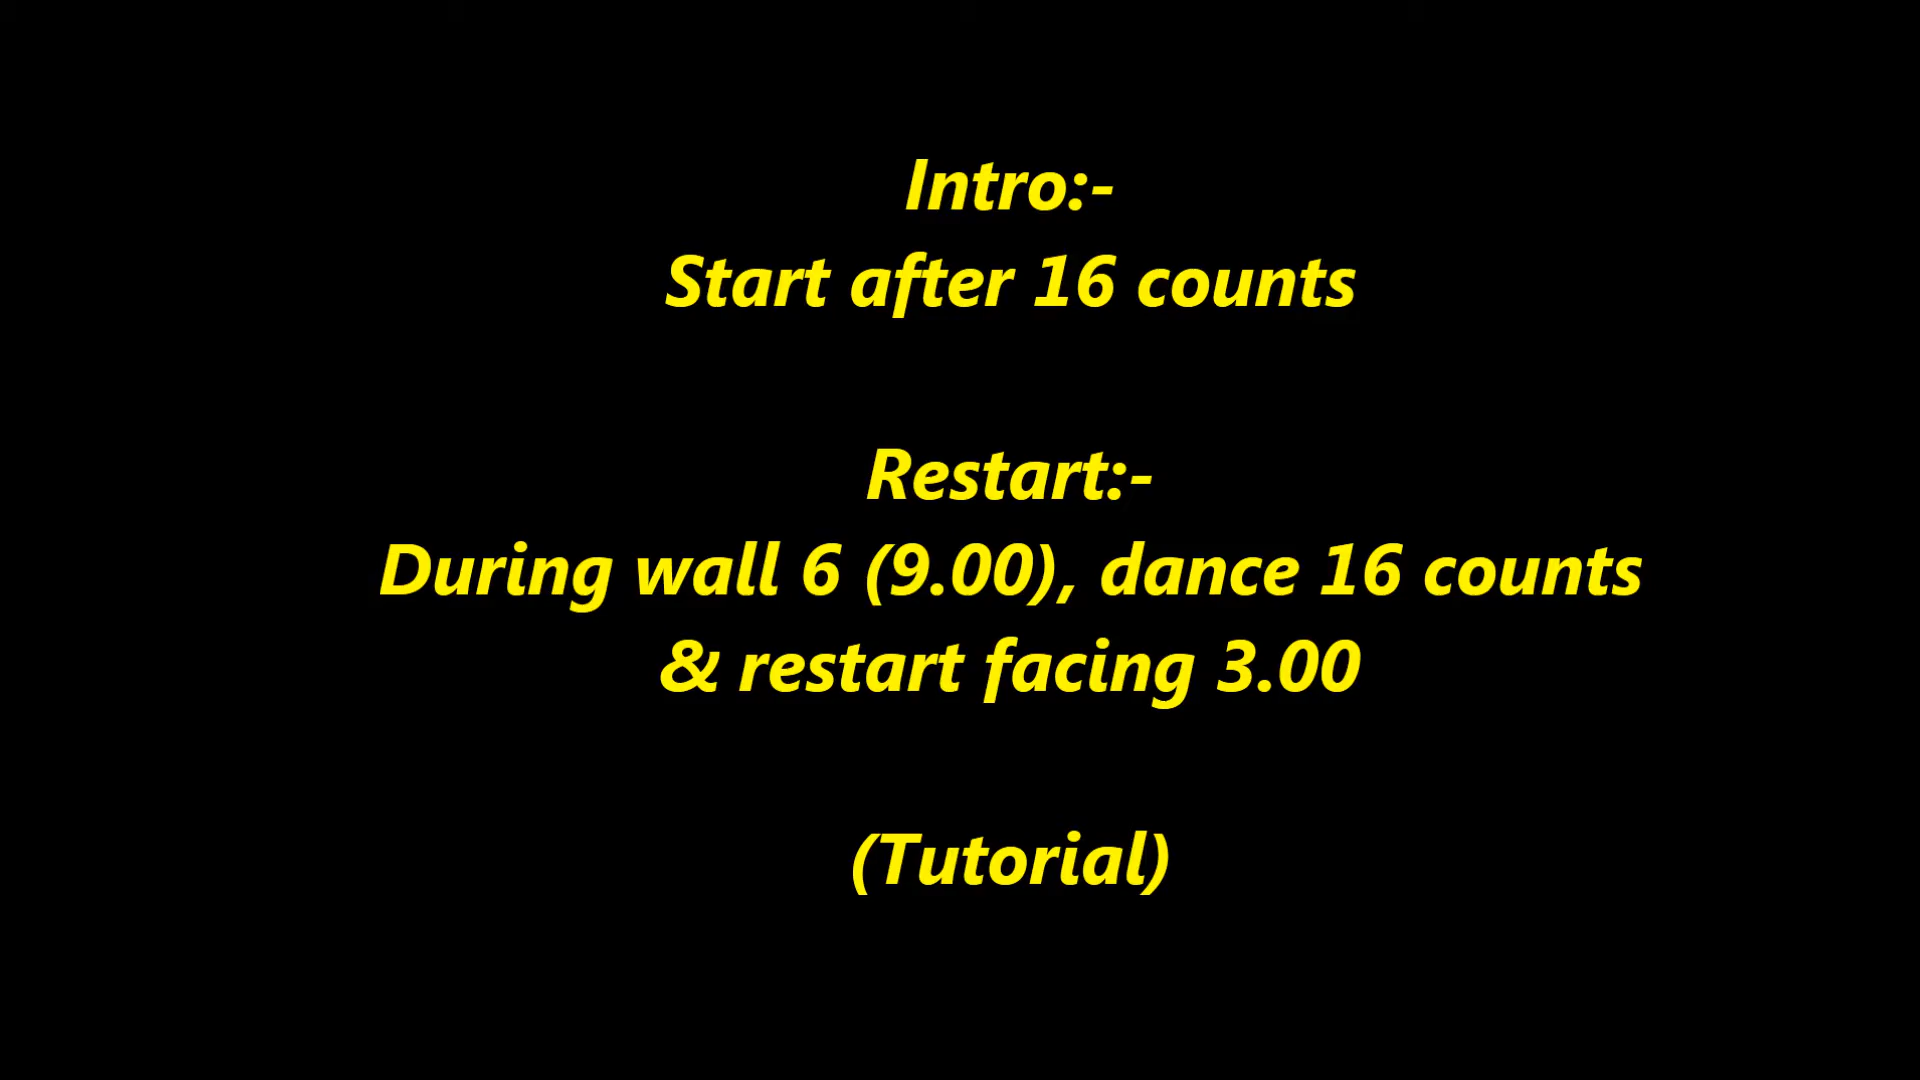 Intro:-
Start after 16 counts
Restart:-
During wall 6 (9.00), dance 16 counts
& restart facing 3.00
(Tutorial)